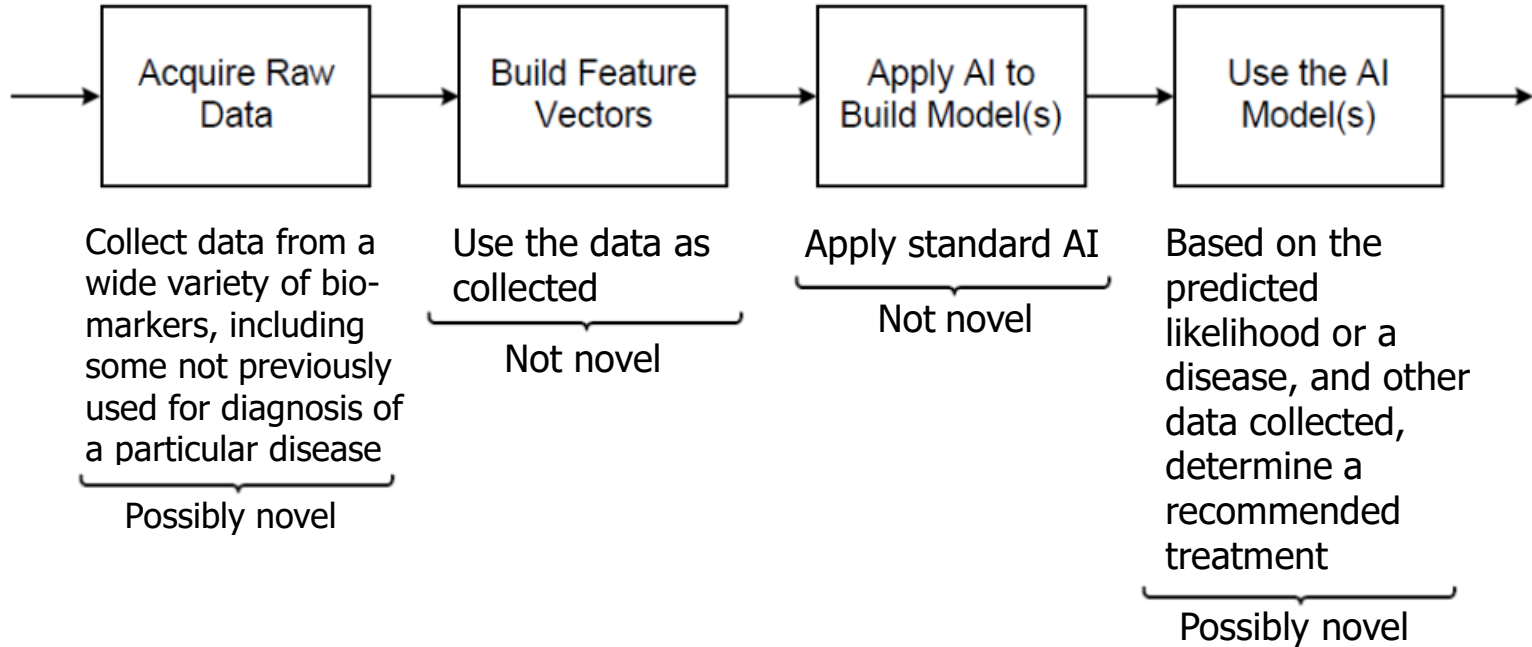 Acquire Raw
Data
Build Feature
Vectors
Apply AI to
Build Model(s)
Use the AI
Model(s)
Collect data from a
wide variety of bio-
markers, including
some not previously
used for diagnosis of
a particular disease
Possibly novel
Use the data as
collected
Not novel
Apply standard AI
Not novel
Based on the
predicted
likelihood or a
disease, and other
data collected,
determine a
recommended
treatment
Possibly novel